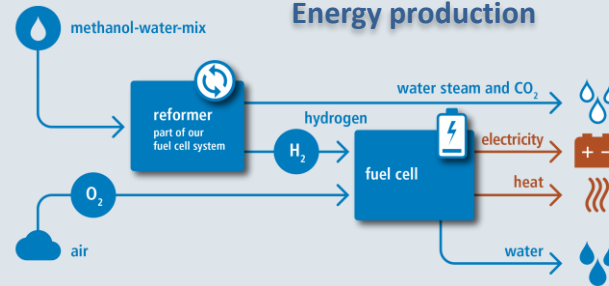 Energy production
methanol-water-mix
water steam and CO₂
reformer
part of our
fuel cell system
hydrogen
H₂
electricity
+ −
fuel cell
heat
O₂
air
water